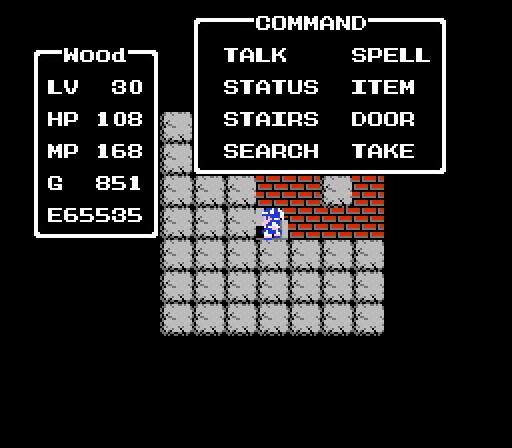 COMMAND
TALK SPELL
STATUS ITEM
STAIRS DOOR
SEARCH TAKE
Wood
LV 30
HP 108
MP 168
G 851
E65535